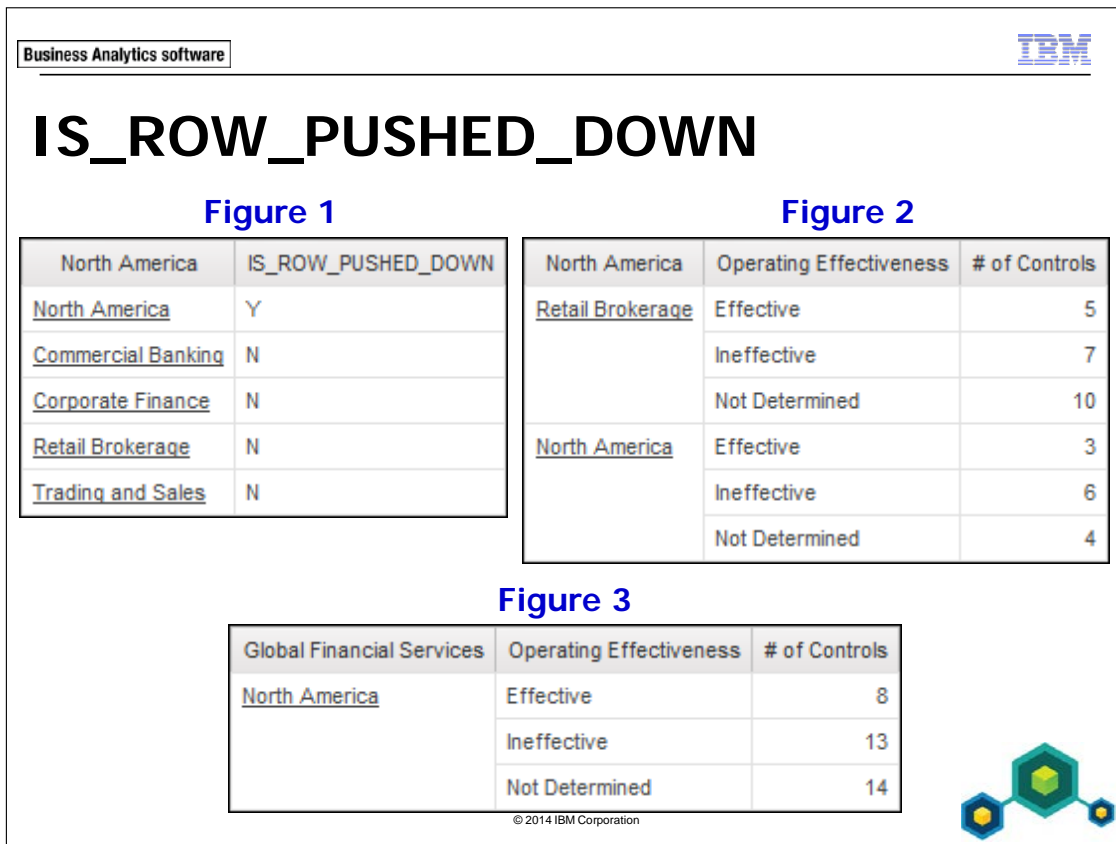 Business Analytics software
IBM
IS_ROW_PUSHED_DOWN
Figure 1
North America IS_ROW_PUSHED_DOWN
North America Y
Commercial Banking N
Corporate Finance N
Retail Brokerage N
Trading and Sales N
Figure 2
North America Operating Effectiveness # of Controls
Retail Brokerage Effective 5
Ineffective 7
Not Determined 10
North America Effective 3
Ineffective 6
Not Determined 4
Figure 3
Global Financial Services Operating Effectiveness # of Controls
North America Effective 8
Ineffective 13
Not Determined 14
© 2014 IBM Corporation